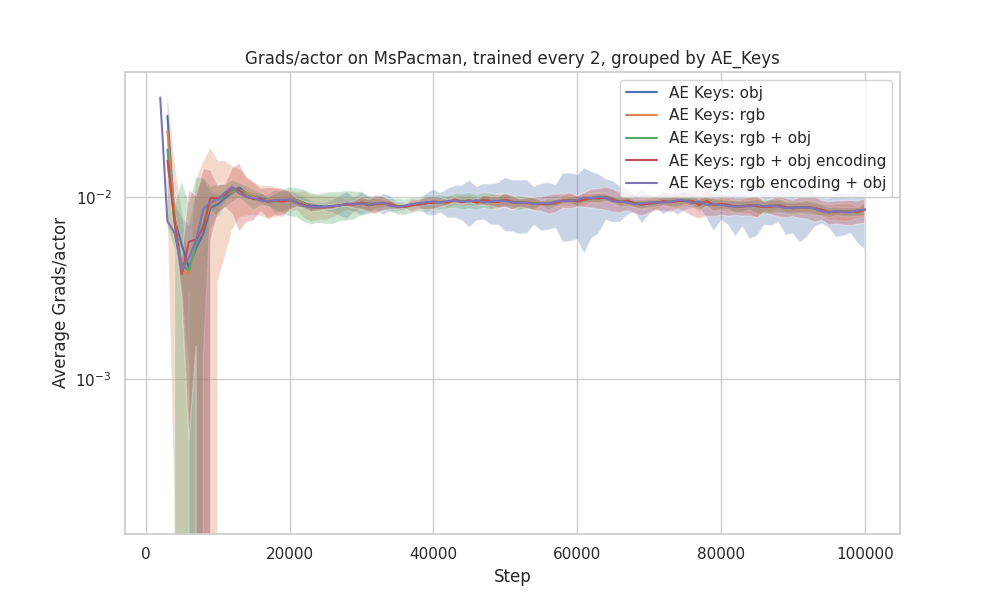 Grads/actor on MsPacman, trained every 2, grouped by AE_Keys
AE Keys: obj
AE Keys: rgb
AE Keys: rgb + obj
AE Keys: rgb + obj encoding
AE Keys: rgb encoding + obj
10⁻²
10⁻³
Average Grads/actor
0 20000 40000 60000 80000 100000
Step